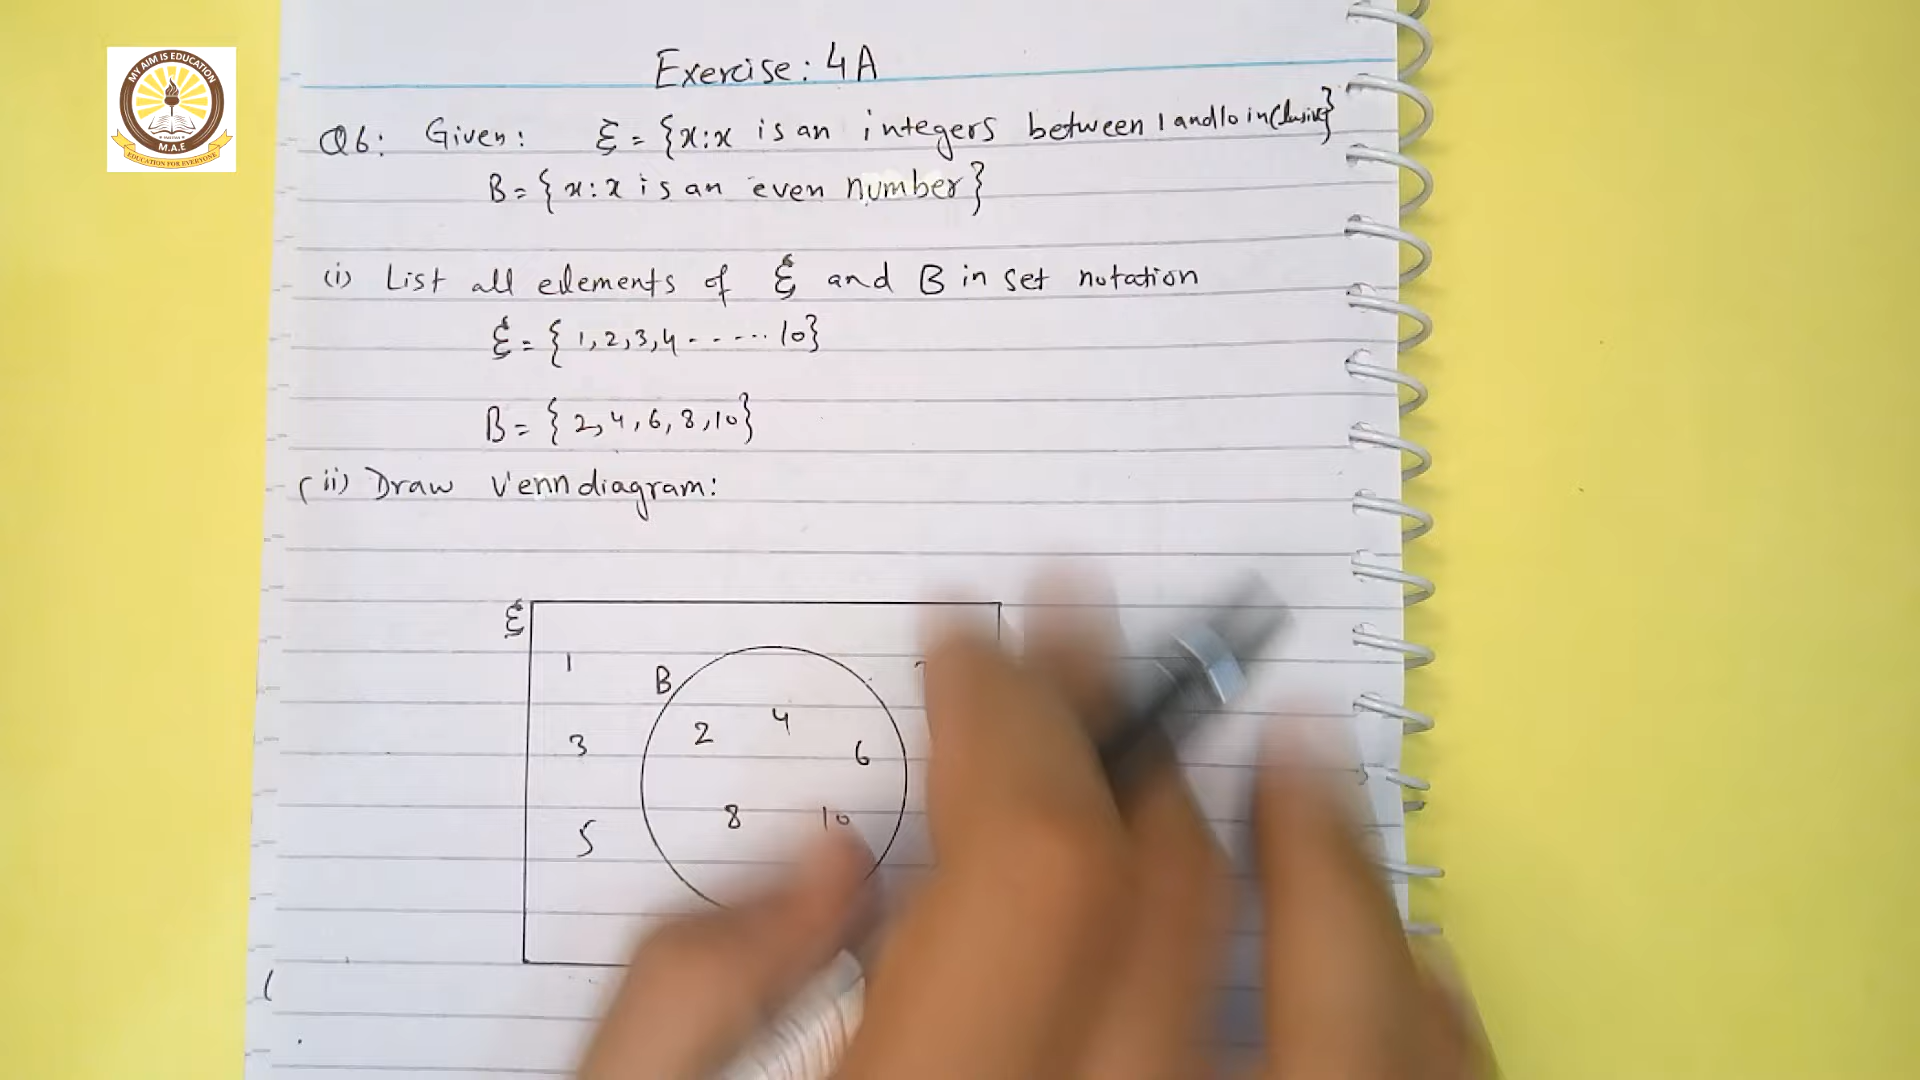 MY AIM IS EDUCATION
M.A.E
EDUCATION FOR EVERYONE
Exercise: 4A
Q6: Given: ξ = {x:x is an integers between 1 and 10 inclusive}
B = {x:x is an even number}
(i) List all elements of ξ and B in set notation
ξ = { 1, 2, 3, 4 - - - - - - 10}
B = { 2, 4, 6, 8, 10}
(ii) Draw Venn diagram:
ξ
1
B
2 4
3
6
8 10
5
(